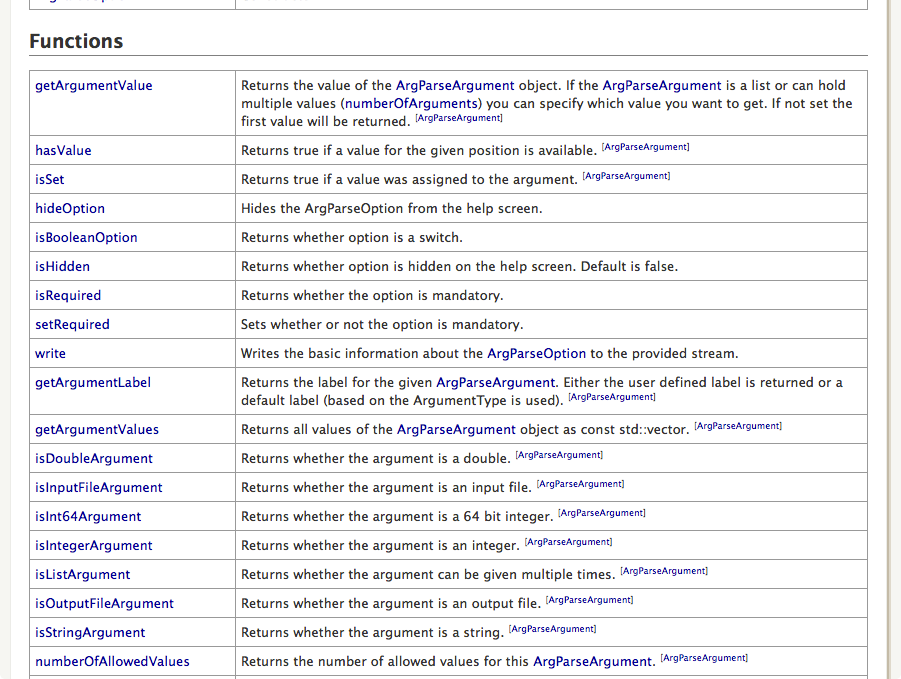 Functions
getArgumentValue
Returns the value of the ArgParseArgument object. If the ArgParseArgument is a list or can hold
multiple values (numberOfArguments) you can specify which value you want to get. If not set the
first value will be returned. [ArgParseArgument]
hasValue
Returns true if a value for the given position is available. [ArgParseArgument]
isSet
Returns true if a value was assigned to the argument. [ArgParseArgument]
hideOption
Hides the ArgParseOption from the help screen.
isBooleanOption
Returns whether option is a switch.
isHidden
Returns whether option is hidden on the help screen. Default is false.
isRequired
Returns whether the option is mandatory.
setRequired
Sets whether or not the option is mandatory.
write
Writes the basic information about the ArgParseOption to the provided stream.
getArgumentLabel
Returns the label for the given ArgParseArgument. Either the user defined label is returned or a
default label (based on the ArgumentType is used). [ArgParseArgument]
getArgumentValues
Returns all values of the ArgParseArgument object as const std::vector. [ArgParseArgument]
isDoubleArgument
Returns whether the argument is a double. [ArgParseArgument]
isInputFileArgument
Returns whether the argument is an input file. [ArgParseArgument]
isInt64Argument
Returns whether the argument is a 64 bit integer. [ArgParseArgument]
isIntegerArgument
Returns whether the argument is an integer. [ArgParseArgument]
isListArgument
Returns whether the argument can be given multiple times. [ArgParseArgument]
isOutputFileArgument
Returns whether the argument is an output file. [ArgParseArgument]
isStringArgument
Returns whether the argument is a string. [ArgParseArgument]
numberOfAllowedValues
Returns the number of allowed values for this ArgParseArgument. [ArgParseArgument]